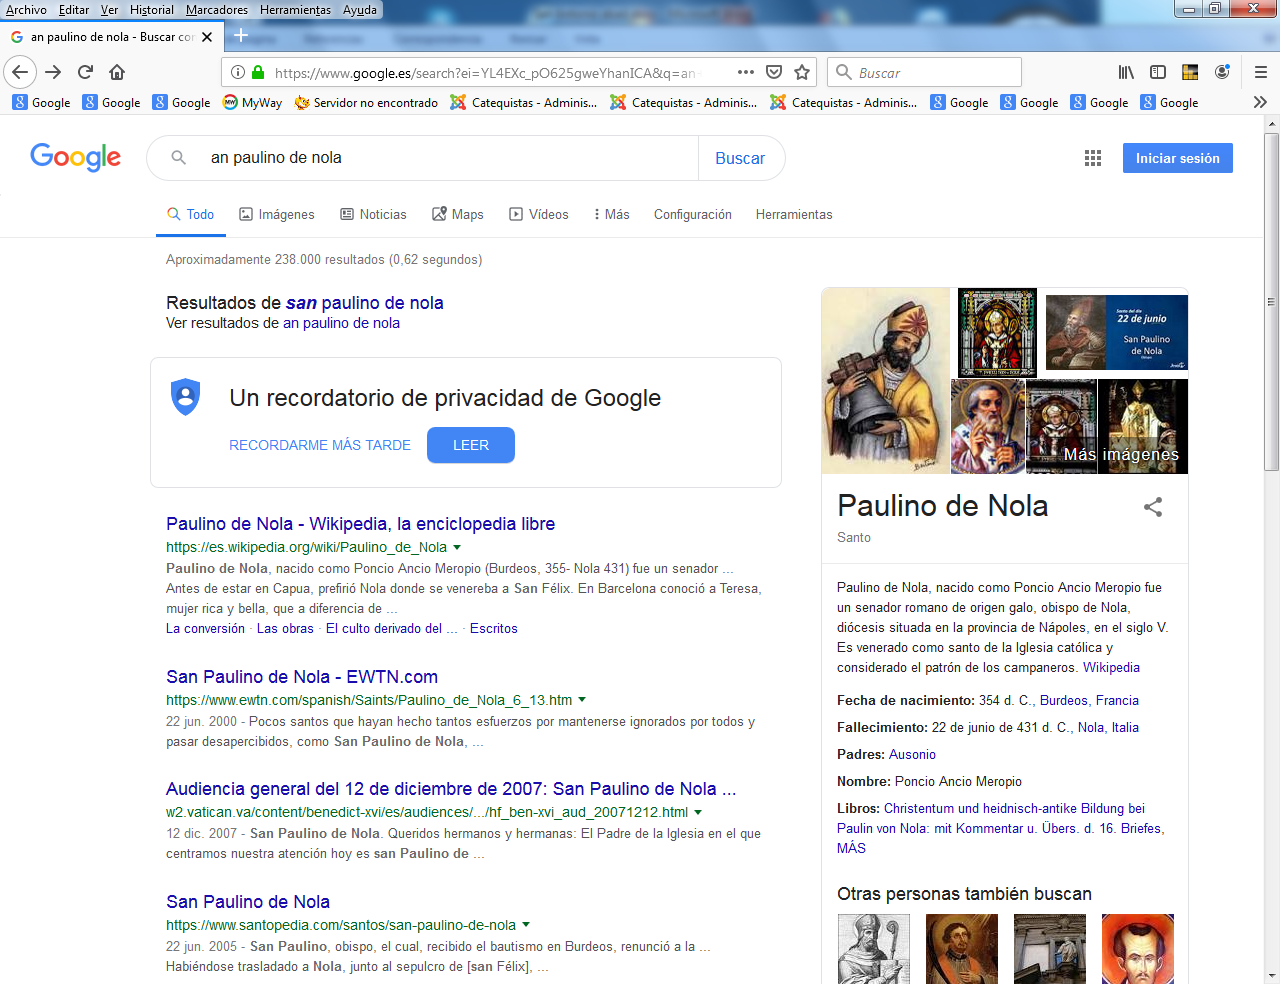 Archivo Editar Ver Historial Marcadores Herramientas Ayuda
an paulino de nola - Buscar con
https://www.google.es/search?ei=YL4EXc_pO625gweYhanICA&q=an-
Buscar
Google Google Google MyWay Servidor no encontrado Catequistas - Adminis... Catequistas - Adminis... Catequistas - Adminis... Google Google Google Google
Google
an paulino de nola
Buscar
Iniciar sesión
Todo Imágenes Noticias Maps Vídeos Más Configuración Herramientas
Aproximadamente 238.000 resultados (0,62 segundos)
Resultados de san paulino de nola
Ver resultados de an paulino de nola
Un recordatorio de privacidad de Google
RECORDARME MÁS TARDE LEER
Paulino de Nola - Wikipedia, la enciclopedia libre
https://es.wikipedia.org/wiki/Paulino_de_Nola
Paulino de Nola, nacido como Poncio Ancio Meropio (Burdeos, 355- Nola 431) fue un senador ...
Antes de estar en Capua, prefirió Nola donde se venereba a San Félix. En Barcelona conoció a Teresa,
mujer rica y bella, que a diferencia de ...
La conversión · Las obras · El culto derivado del ... · Escritos
San Paulino de Nola - EWTN.com
https://www.ewtn.com/spanish/Saints/Paulino_de_Nola_6_13.htm
22 jun. 2000 - Pocos santos que hayan hecho tantos esfuerzos por mantenerse ignorados por todos y
pasar desapercibidos, como San Paulino de Nola, ...
Audiencia general del 12 de diciembre de 2007: San Paulino de Nola ...
w2.vatican.va/content/benedict-xvi/es/audiences/.../hf_ben-xvi_aud_20071212.html
12 dic. 2007 - San Paulino de Nola. Queridos hermanos y hermanas: El Padre de la Iglesia en el que
centramos nuestra atención hoy es san Paulino de ...
San Paulino de Nola
https://www.santopedia.com/santos/san-paulino-de-nola
22 jun. 2005 - San Paulino, obispo, el cual, recibido el bautismo en Burdeos, renunció a la ...
Habiéndose trasladado a Nola, junto al sepulcro de [san Félix], ...
Santo del día
22 de junio
San Paulino
de Nola
Más imágenes
Paulino de Nola
Santo
Paulino de Nola, nacido como Poncio Ancio Meropio fue
un senador romano de origen galo, obispo de Nola,
diócesis situada en la provincia de Nápoles, en el siglo V.
Es venerado como santo de la Iglesia católica y
considerado el patrón de los campaneros. Wikipedia
Fecha de nacimiento: 354 d. C., Burdeos, Francia
Fallecimiento: 22 de junio de 431 d. C., Nola, Italia
Padres: Ausonio
Nombre: Poncio Ancio Meropio
Libros: Christentum und heidnisch-antike Bildung bei
Paulin von Nola: mit Kommentar u. Übers. d. 16. Briefes,
MÁS
Otras personas también buscan